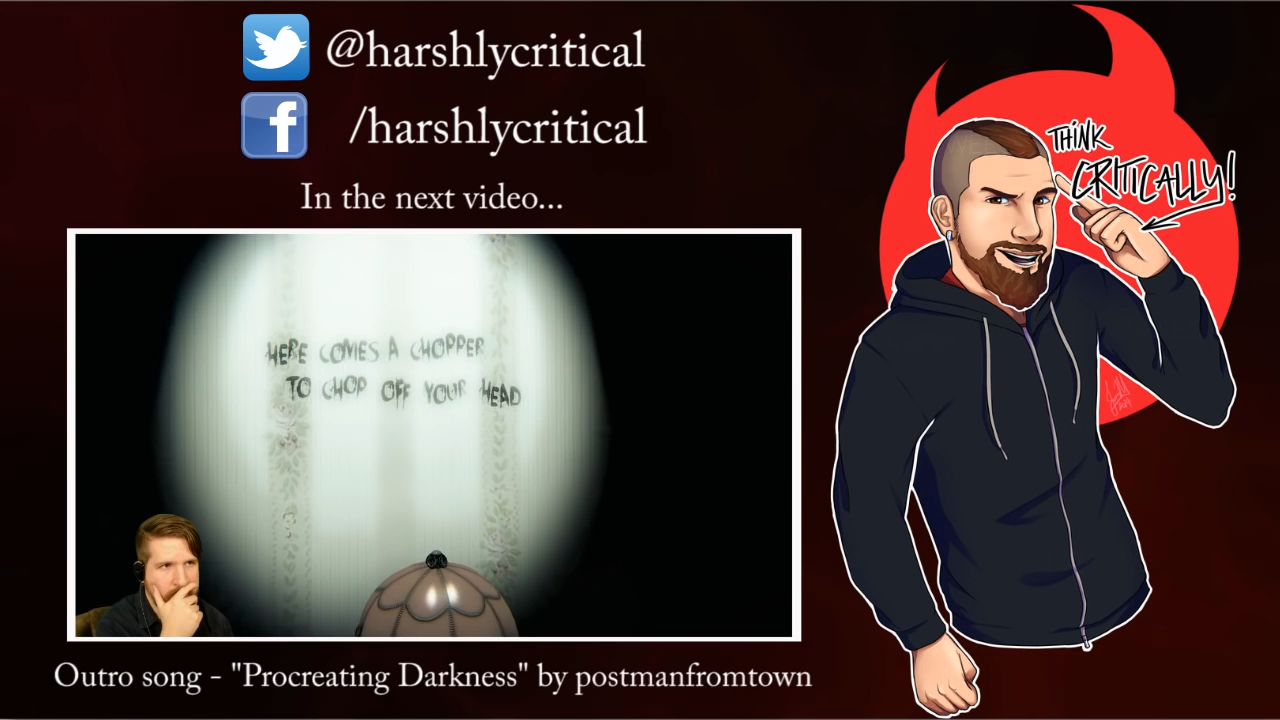 @harshlycritical
/harshlycritical
In the next video...
THINK
CRITICALLY!
HERE COMES A CHOPPER
TO CHOP OFF YOUR HEAD
Outro song - "Procreating Darkness" by postmanfromtown